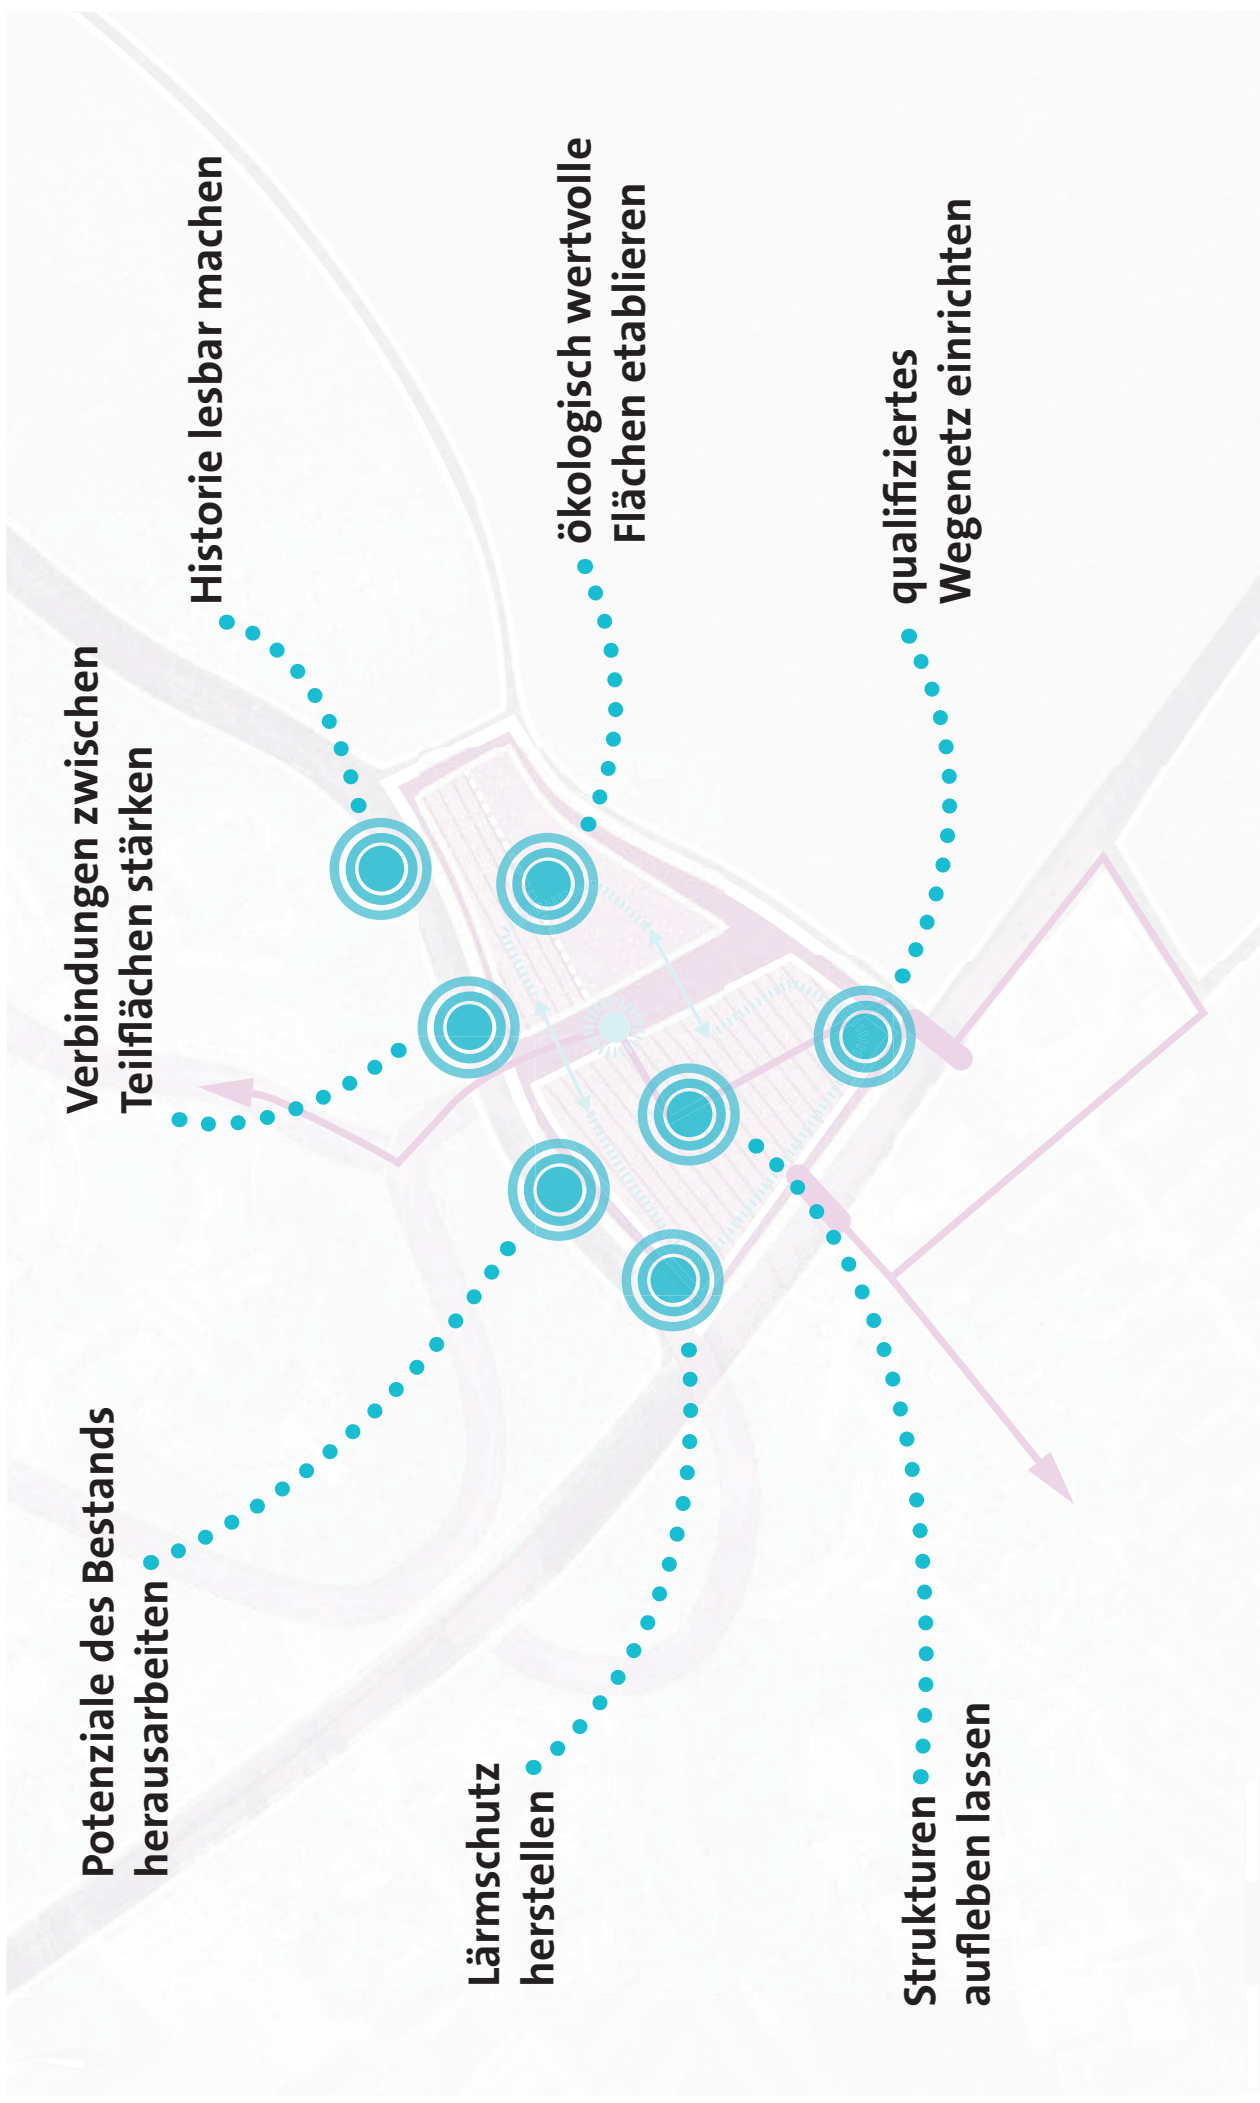 Potenziale des Bestands
herausarbeiten
Verbindungen zwischen
Teilflächen stärken
Historie lesbar machen
Lärmschutz
herstellen
ökologisch wertvolle
Flächen etablieren
Strukturen
aufleben lassen
qualifiziertes
Wegenetz einrichten